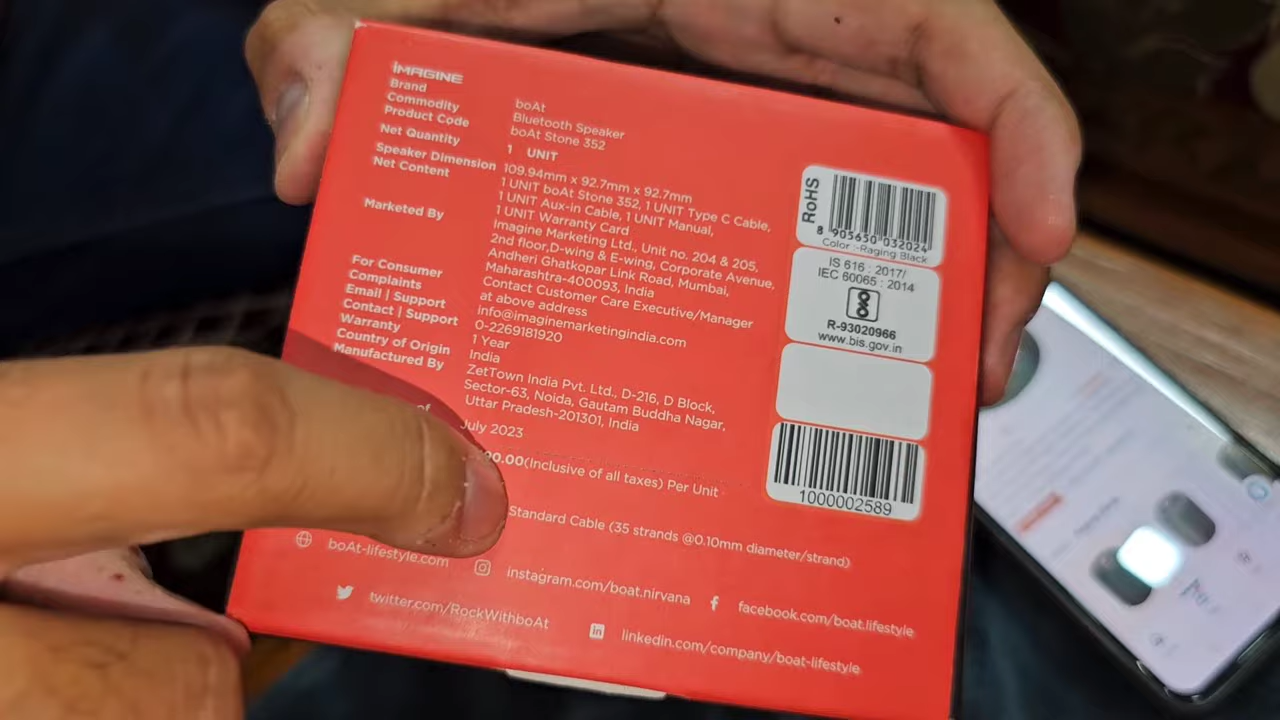 IMAGINE
Brand boAt
Commodity Bluetooth Speaker
Product Code boAt Stone 352
Net Quantity 1 UNIT
Speaker Dimension 109.94mm x 92.7mm x 92.7mm
Net Content 1 UNIT boAt Stone 352, 1 UNIT Type C Cable,
1 UNIT Aux-in Cable, 1 UNIT Manual,
1 UNIT Warranty Card
Marketed By Imagine Marketing Ltd., Unit no. 204 & 205,
2nd floor,D-wing & E-wing, Corporate Avenue,
Andheri Ghatkopar Link Road, Mumbai,
Maharashtra-400093, India
For Consumer Contact Customer Care Executive/Manager
Complaints at above address
Email | Support info@imaginemarketingindia.com
Contact | Support 0-2269181920
Warranty 1 Year
Country of Origin India
Manufactured By ZetTown India Pvt. Ltd., D-216, D Block,
Sector-63, Noida, Gautam Buddha Nagar,
Uttar Pradesh-201301, India
of July 2023
90.00(Inclusive of all taxes) Per Unit
Standard Cable (35 strands @0.10mm diameter/strand)
boAt-lifestyle.com instagram.com/boat.nirvana facebook.com/boat.lifestyle
twitter.com/RockWithboAt linkedin.com/company/boat-lifestyle
RoHS
8 905650 032024
Color :-Raging Black
IS 616 : 2017/
IEC 60065 : 2014
R-93020966
www.bis.gov.in
1000002589